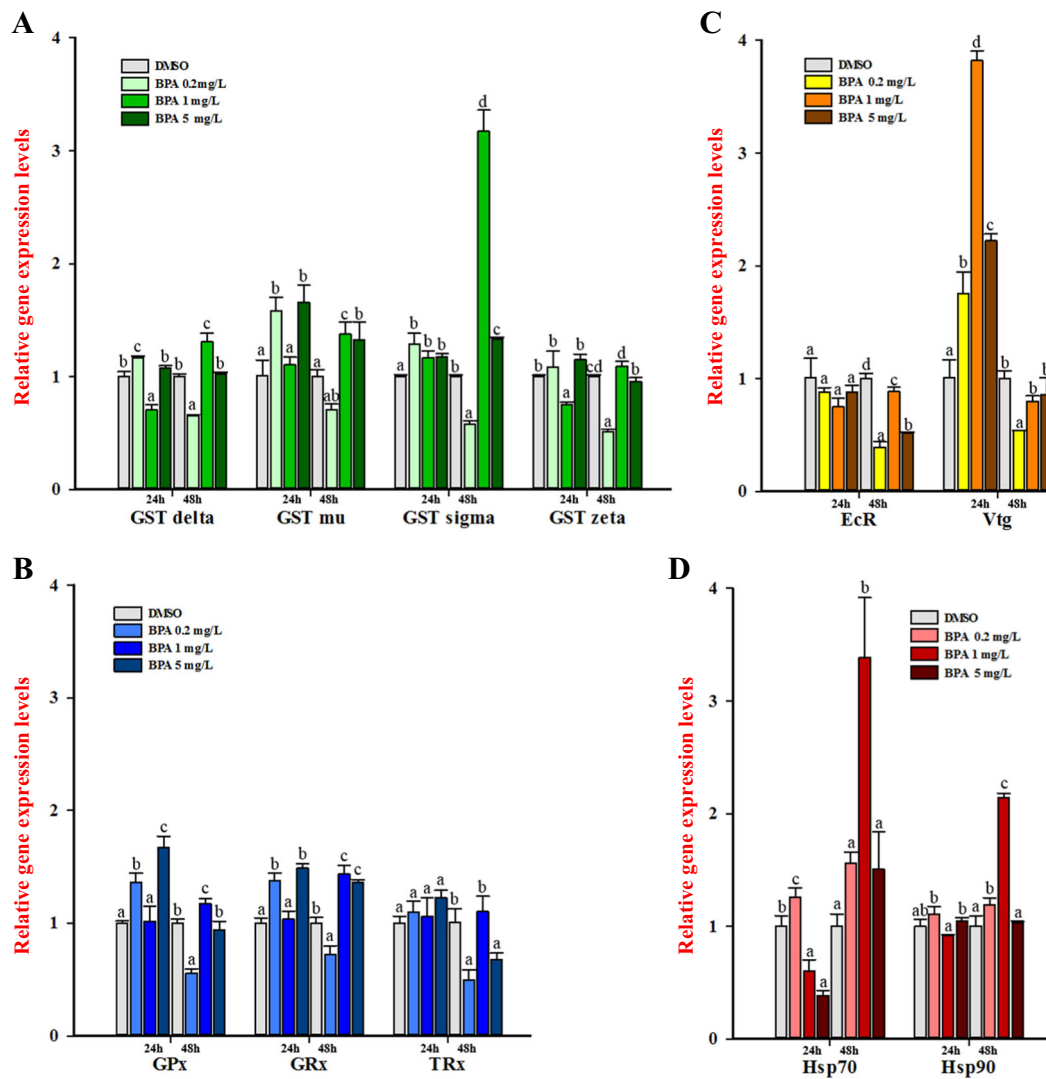 A
4
3
2
1
0
Relative gene expression levels
DMSO
BPA 0.2mg/L
BPA 1 mg/L
BPA 5 mg/L
b c a b b a c b
a b a b a ab c b
a b b b b a d c
b b a b cd a d b
24h 48h
24h 48h
24h 48h
24h 48h
GST delta
GST mu
GST sigma
GST zeta
B
4
3
2
1
0
Relative gene expression levels
DMSO
BPA 0.2 mg/L
BPA 1 mg/L
BPA 5 mg/L
a b a c b a c b
a b a b b a c c
a a a a b a b a
24h 48h
24h 48h
24h 48h
GPx
GRx
TRx
C
4
3
2
1
0
Relative gene expression levels
DMSO
BPA 0.2 mg/L
BPA 1 mg/L
BPA 5 mg/L
a a a a d a c b
a b d c b a b b
24h 48h
24h 48h
EcR
Vtg
D
4
3
2
1
0
Relative gene expression levels
DMSO
BPA 0.2 mg/L
BPA 1 mg/L
BPA 5 mg/L
b c a a a a b a
ab b a b a b c a
24h 48h
24h 48h
Hsp70
Hsp90